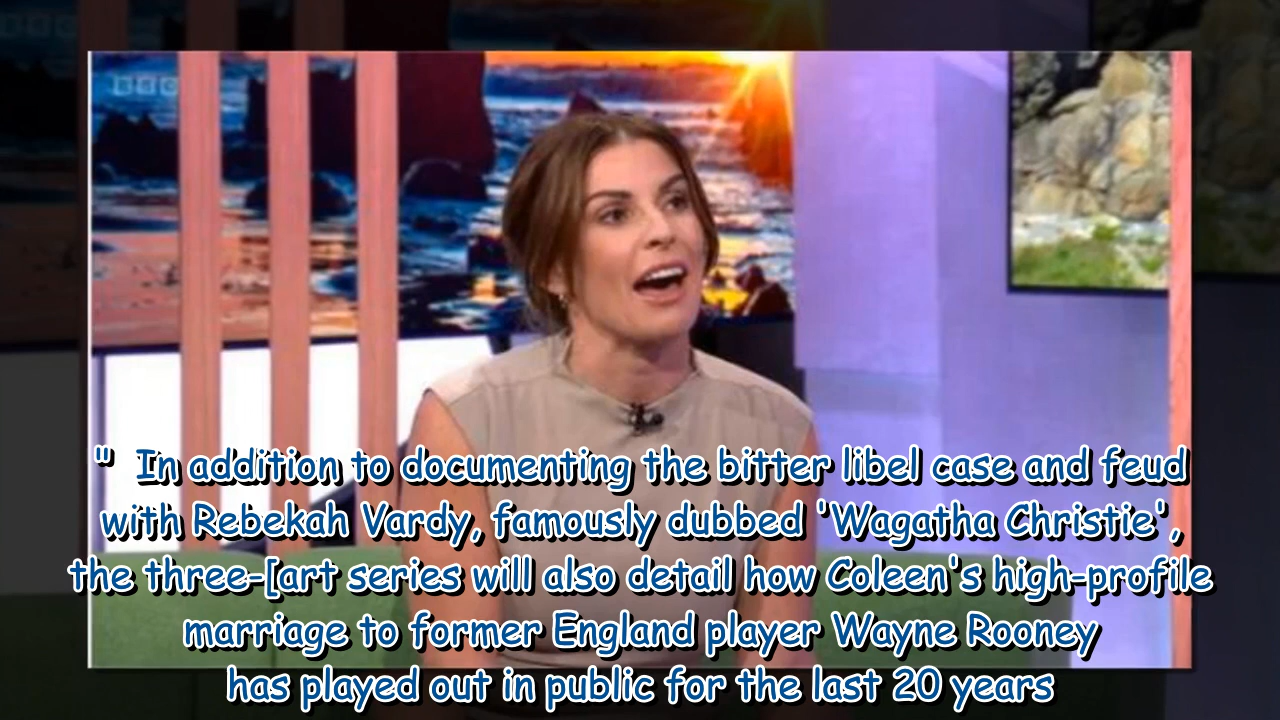 BBC
"  In addition to documenting the bitter libel case and feud
with Rebekah Vardy, famously dubbed 'Wagatha Christie',
the three-[art series will also detail how Coleen's high-profile
marriage to former England player Wayne Rooney
has played out in public for the last 20 years